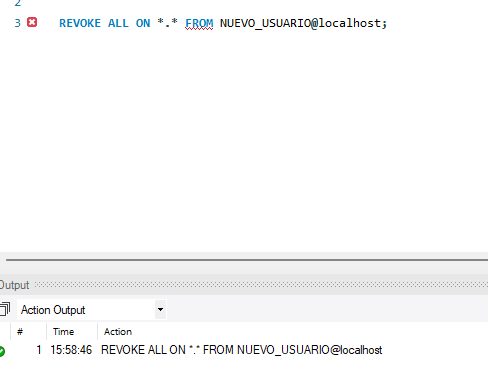 2
3 REVOKE ALL ON *.* FROM NUEVO_USUARIO@localhost;
Output
Action Output
# Time Action
1 15:58:46 REVOKE ALL ON *.* FROM NUEVO_USUARIO@localhost